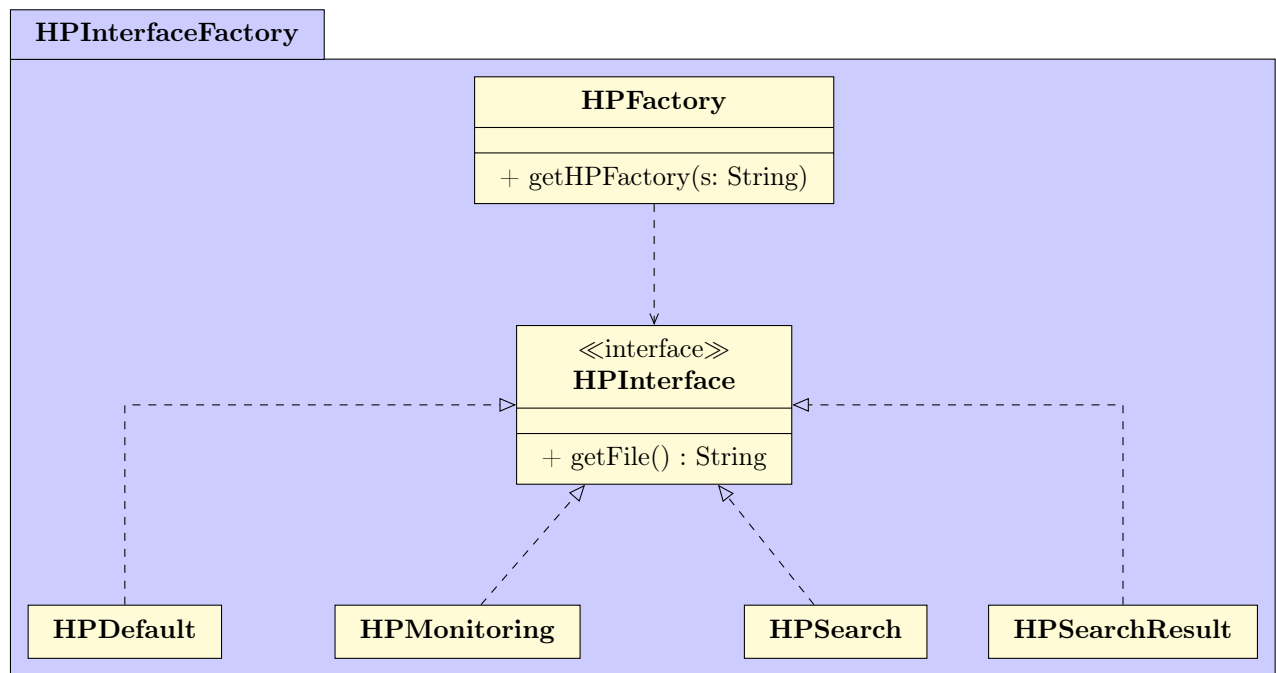 HPInterfaceFactory
HPFactory
+ getHPFactory(s: String)
≪interface≫
HPInterface
+ getFile() : String
HPDefault
HPMonitoring
HPSearch
HPSearchResult